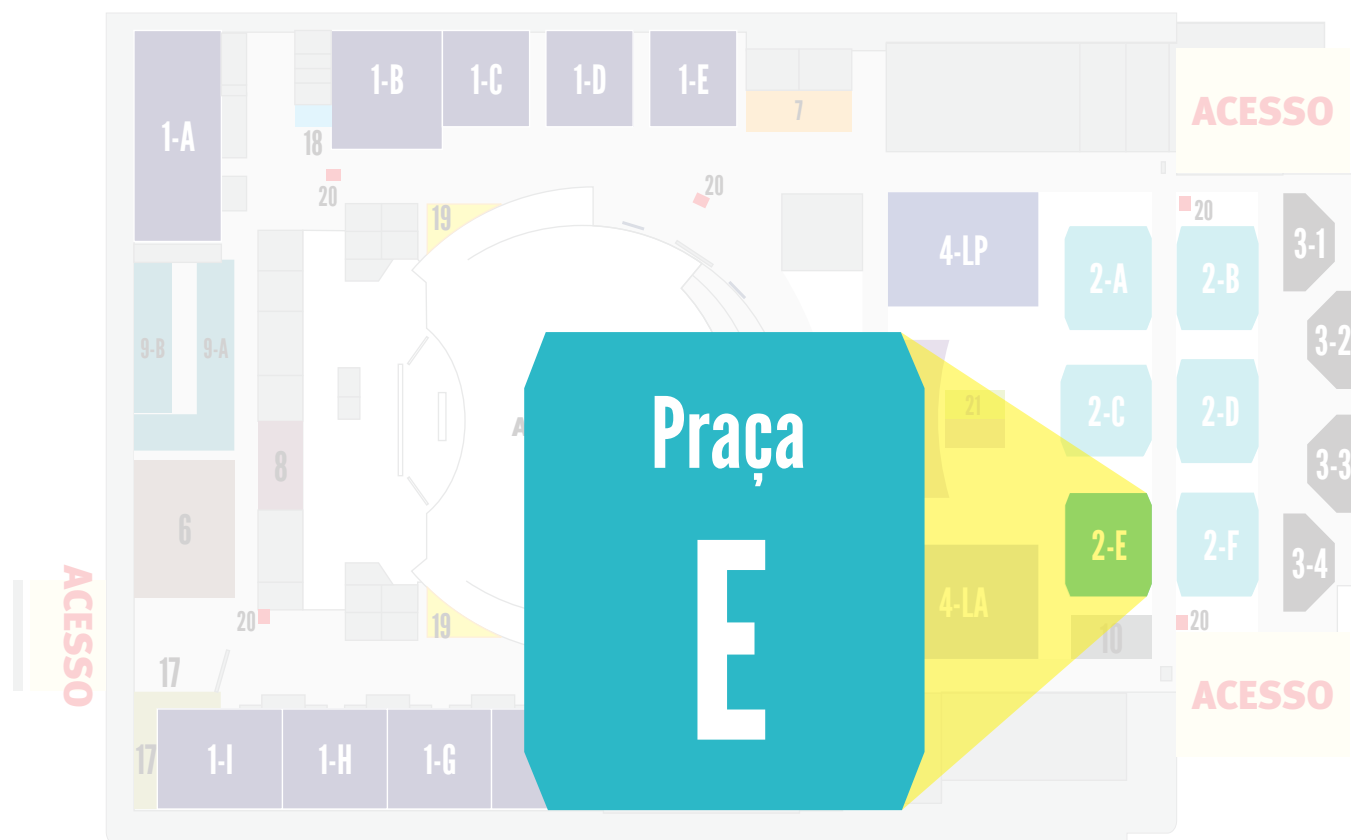 1-A
1-B
1-C
1-D
1-E
7
ACESSO
18
20
20
20
19
4-LP
2-A
2-B
3-1
9-B
9-A
3-2
Praça
E
21
2-C
2-D
8
3-3
6
2-E
2-F
3-4
4-LA
ACESSO
20
19
20
10
17
ACESSO
17
1-I
1-H
1-G